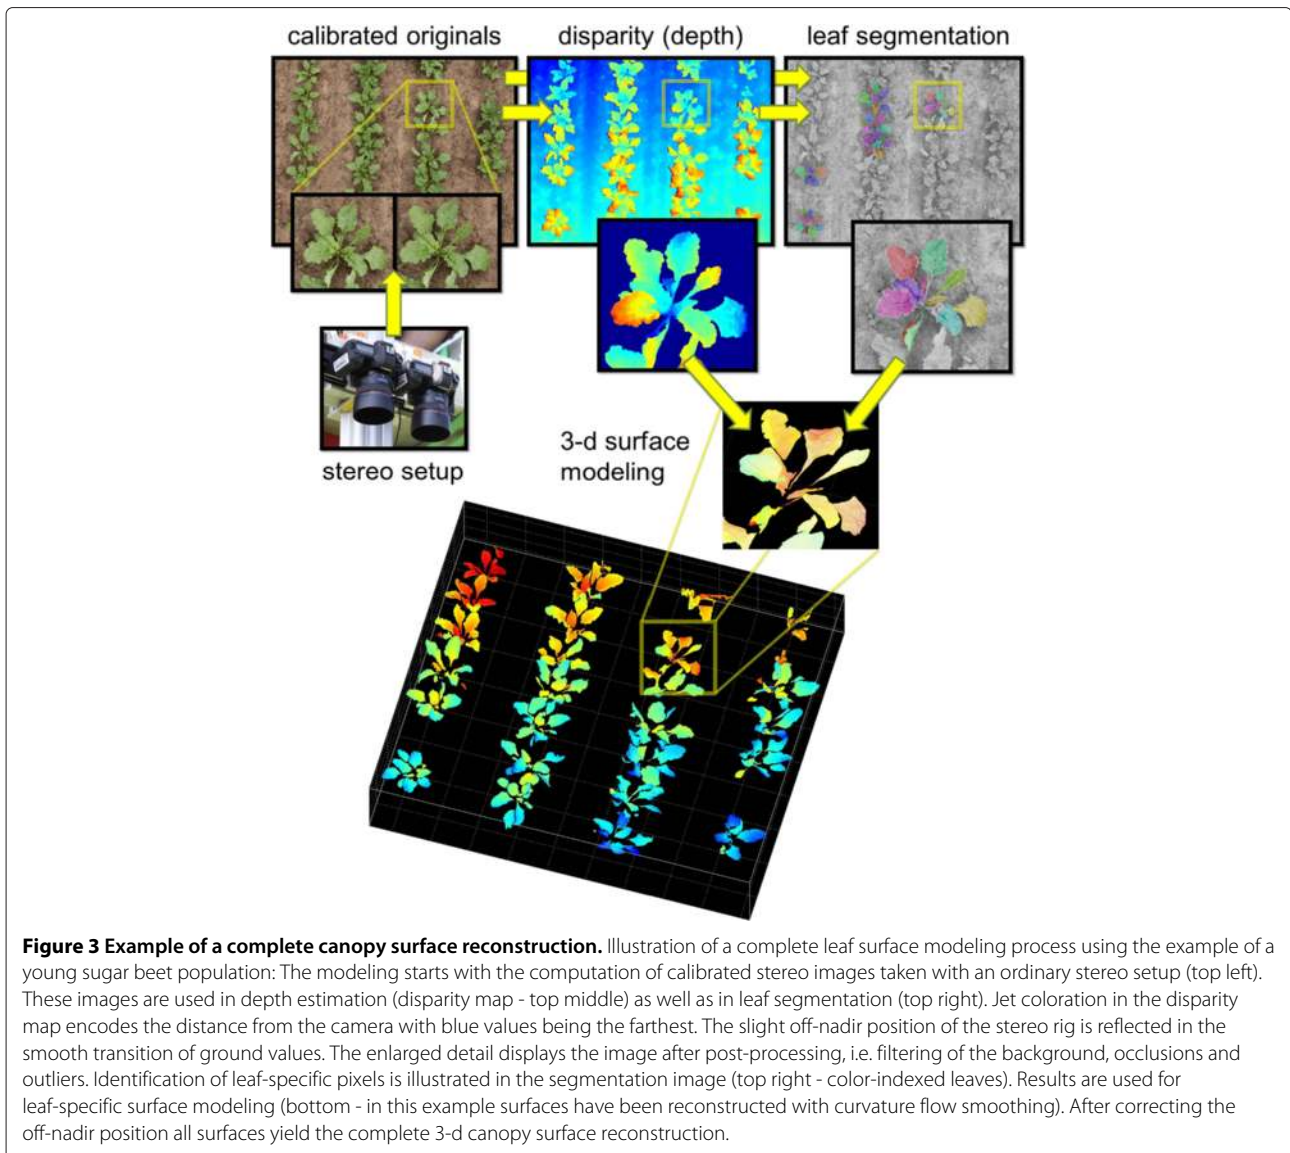 calibrated originals
disparity (depth)
leaf segmentation
3-d surface
modeling
stereo setup
Figure 3 Example of a complete canopy surface reconstruction. Illustration of a complete leaf surface modeling process using the example of a
young sugar beet population: The modeling starts with the computation of calibrated stereo images taken with an ordinary stereo setup (top left).
These images are used in depth estimation (disparity map - top middle) as well as in leaf segmentation (top right). Jet coloration in the disparity
map encodes the distance from the camera with blue values being the farthest. The slight off-nadir position of the stereo rig is reflected in the
smooth transition of ground values. The enlarged detail displays the image after post-processing, i.e. filtering of the background, occlusions and
outliers. Identification of leaf-specific pixels is illustrated in the segmentation image (top right - color-indexed leaves). Results are used for
leaf-specific surface modeling (bottom - in this example surfaces have been reconstructed with curvature flow smoothing). After correcting the
off-nadir position all surfaces yield the complete 3-d canopy surface reconstruction.